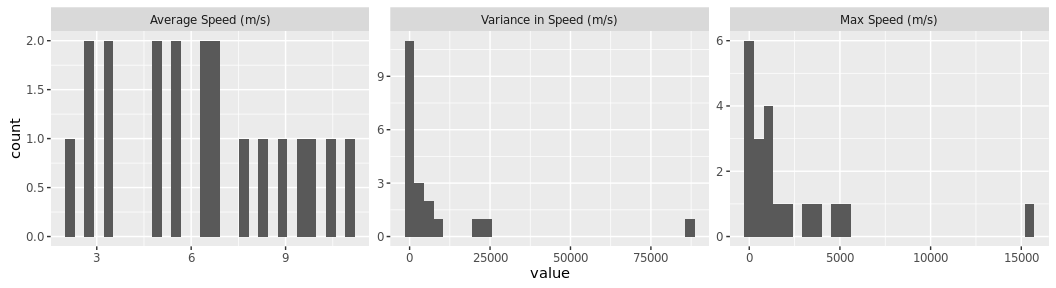 Average Speed (m/s)
Variance in Speed (m/s)
Max Speed (m/s)
count
2.0
1.5
1.0
0.5
0.0
9
6
3
0
6
4
2
0
3 6 9
0 25000 50000 75000
0 5000 10000 15000
value